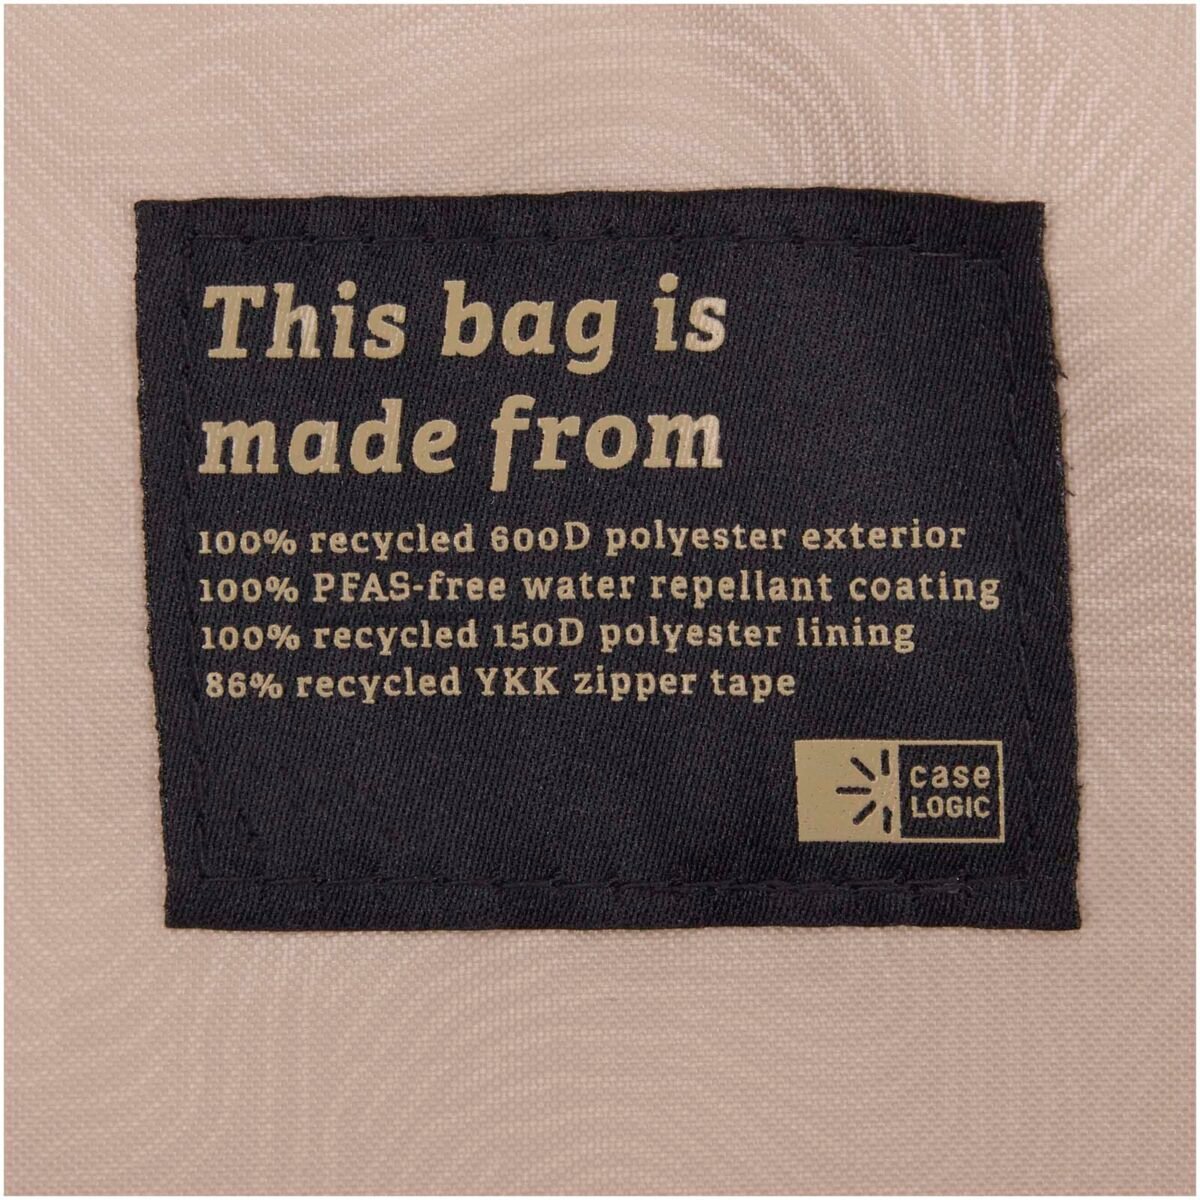 This bag is
made from
100% recycled 600D polyester exterior
100% PFAS-free water repellant coating
100% recycled 150D polyester lining
86% recycled YKK zipper tape
case
LOGIC